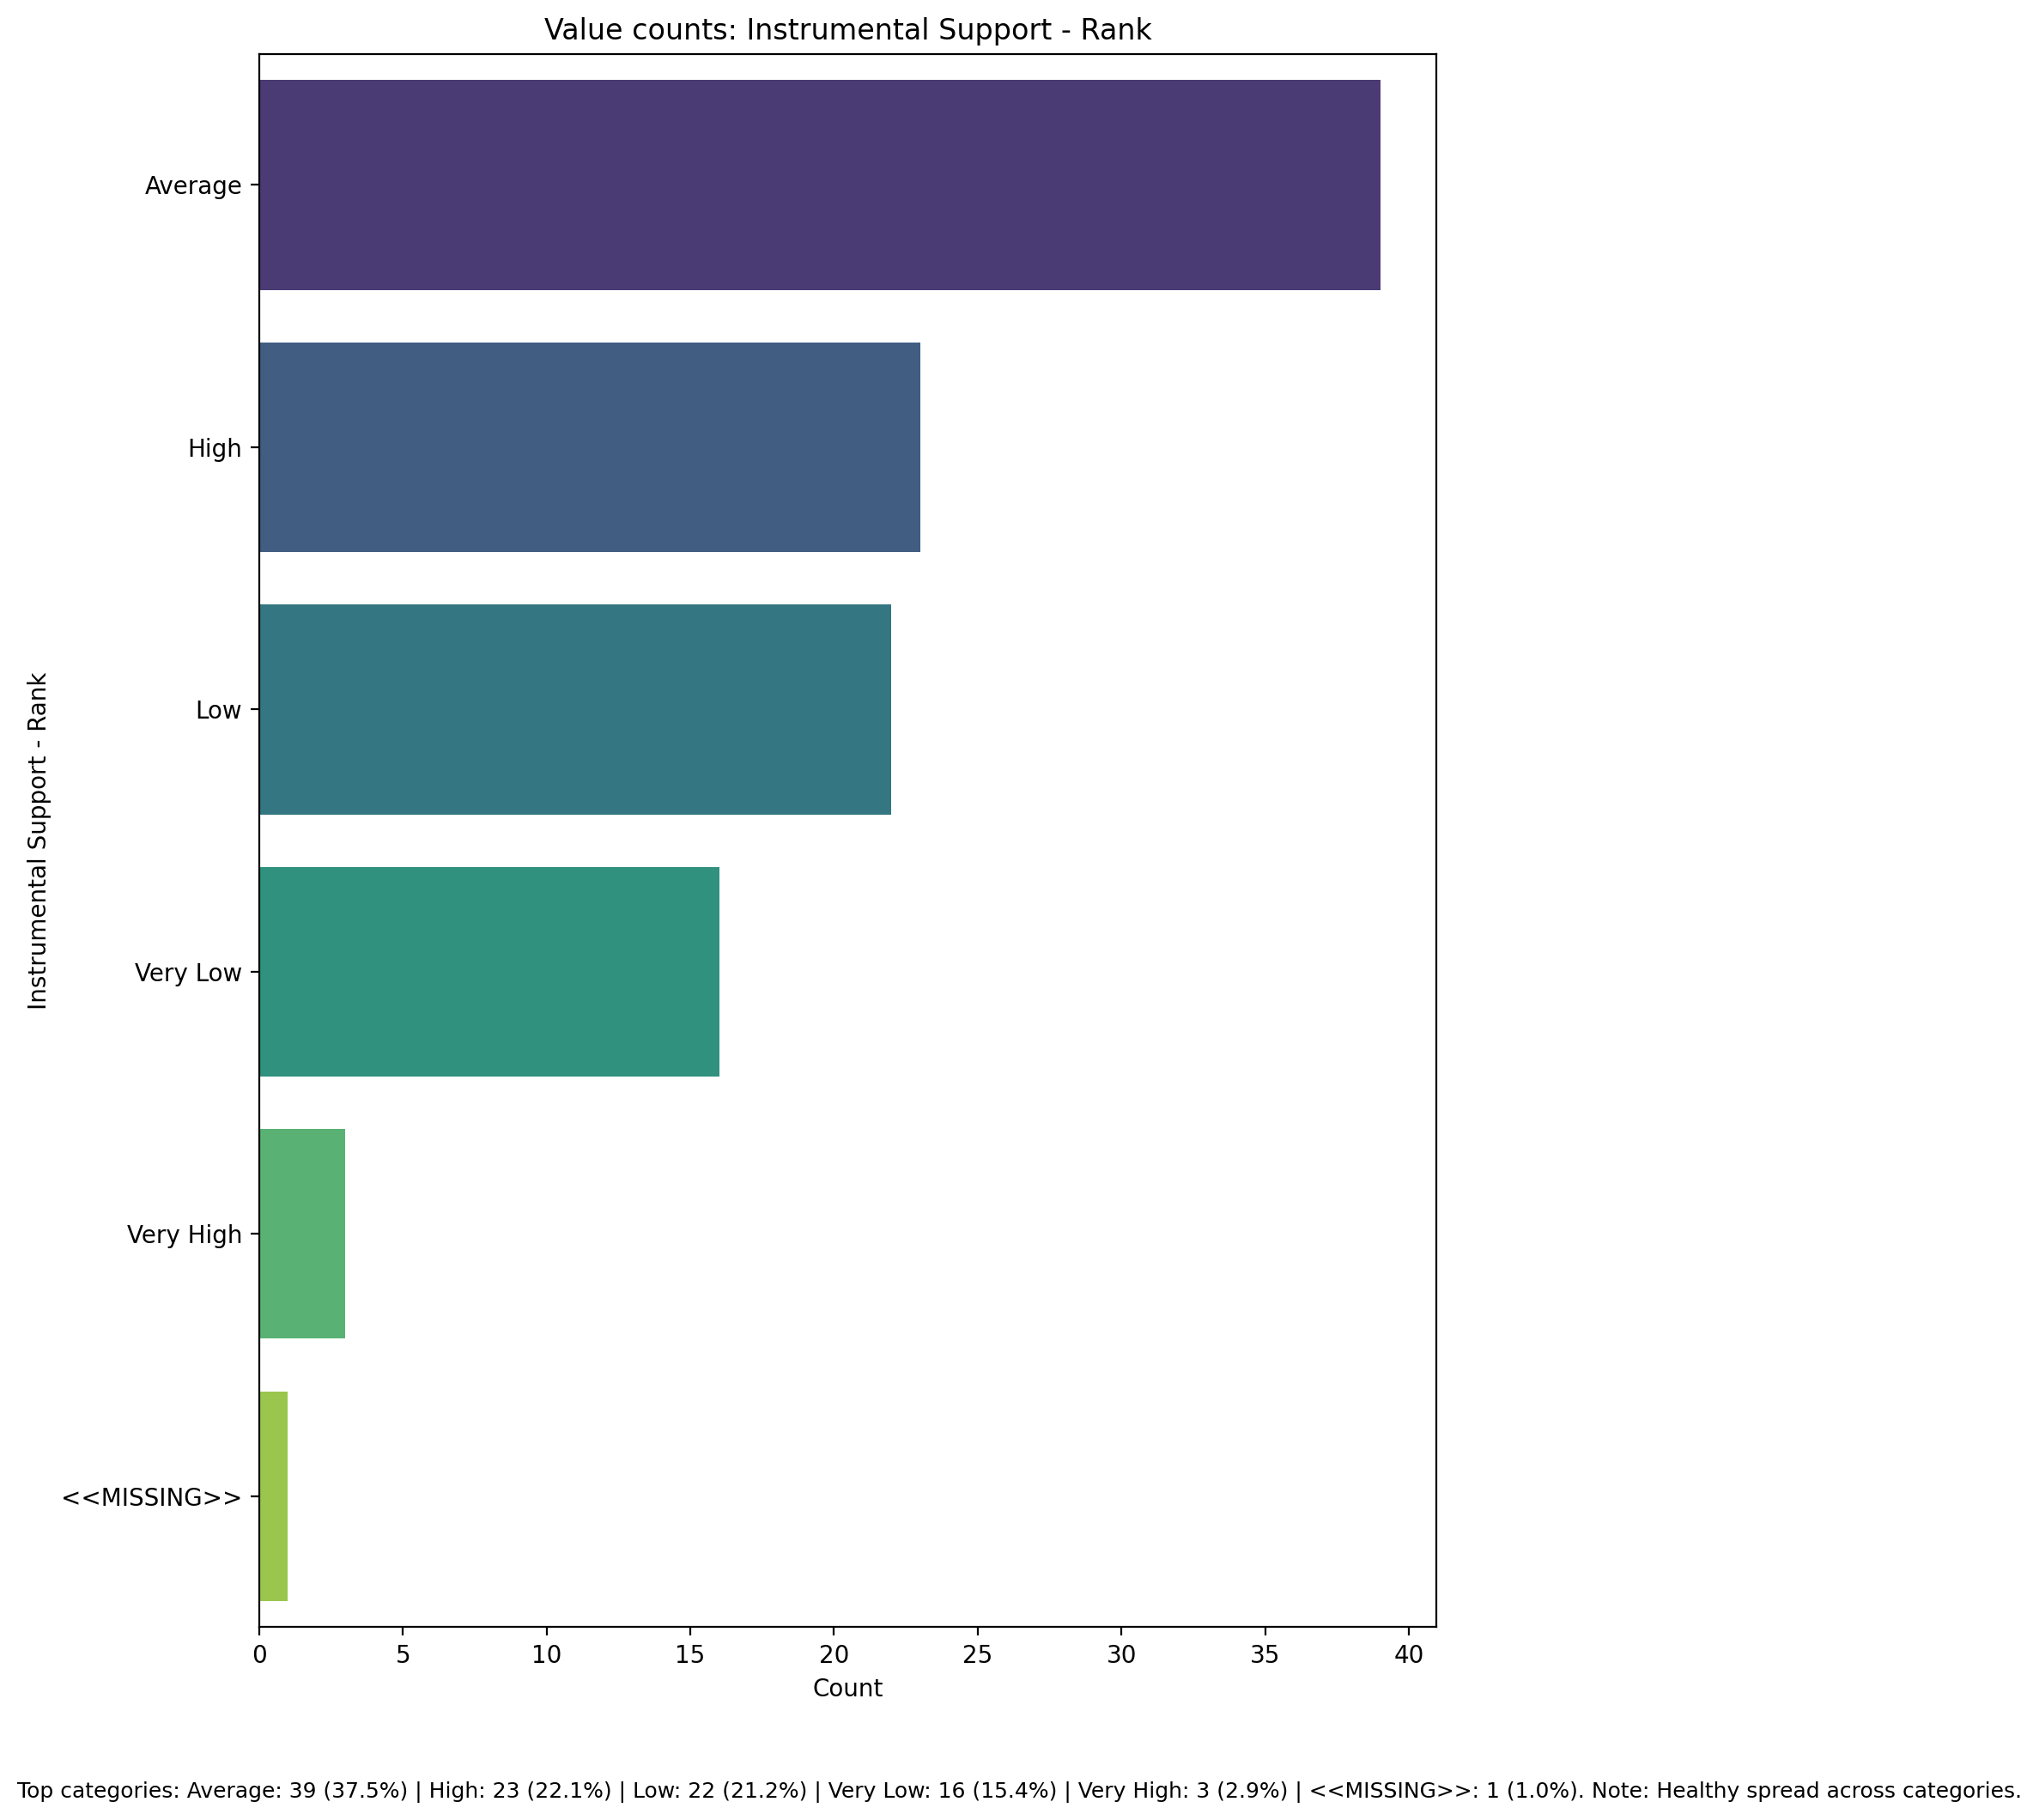 Value counts: Instrumental Support - Rank
Instrumental Support - Rank
Average
High
Low
Very Low
Very High
<<MISSING>>
0 5 10 15 20 25 30 35 40
Count
Top categories: Average: 39 (37.5%) | High: 23 (22.1%) | Low: 22 (21.2%) | Very Low: 16 (15.4%) | Very High: 3 (2.9%) | <<MISSING>>: 1 (1.0%). Note: Healthy spread across categories.